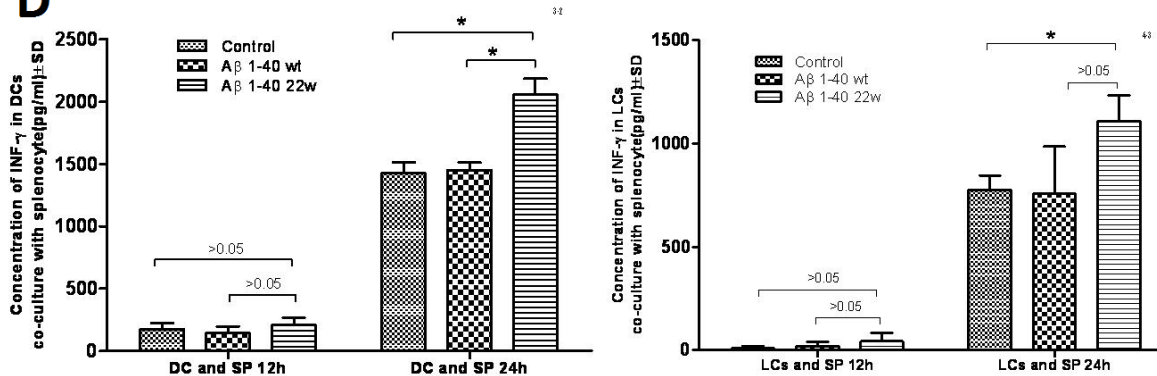 D
3-2
2500
2000
1500
1000
500
0
Concentration of INF-γ in DCs
co-culture with splenocyte(pg/ml)±SD
Control
Aβ 1-40 wt
Aβ 1-40 22w
*
*
>0.05
>0.05
DC and SP 12h
DC and SP 24h
1500
1000
500
0
Concentration of INF-γ in LCs
co-culture with splenocyte(pg/ml)±SD
Control
Aβ 1-40 wt
Aβ 1-40 22w
*
>0.05
>0.05
>0.05
LCs and SP 12h
LCs and SP 24h